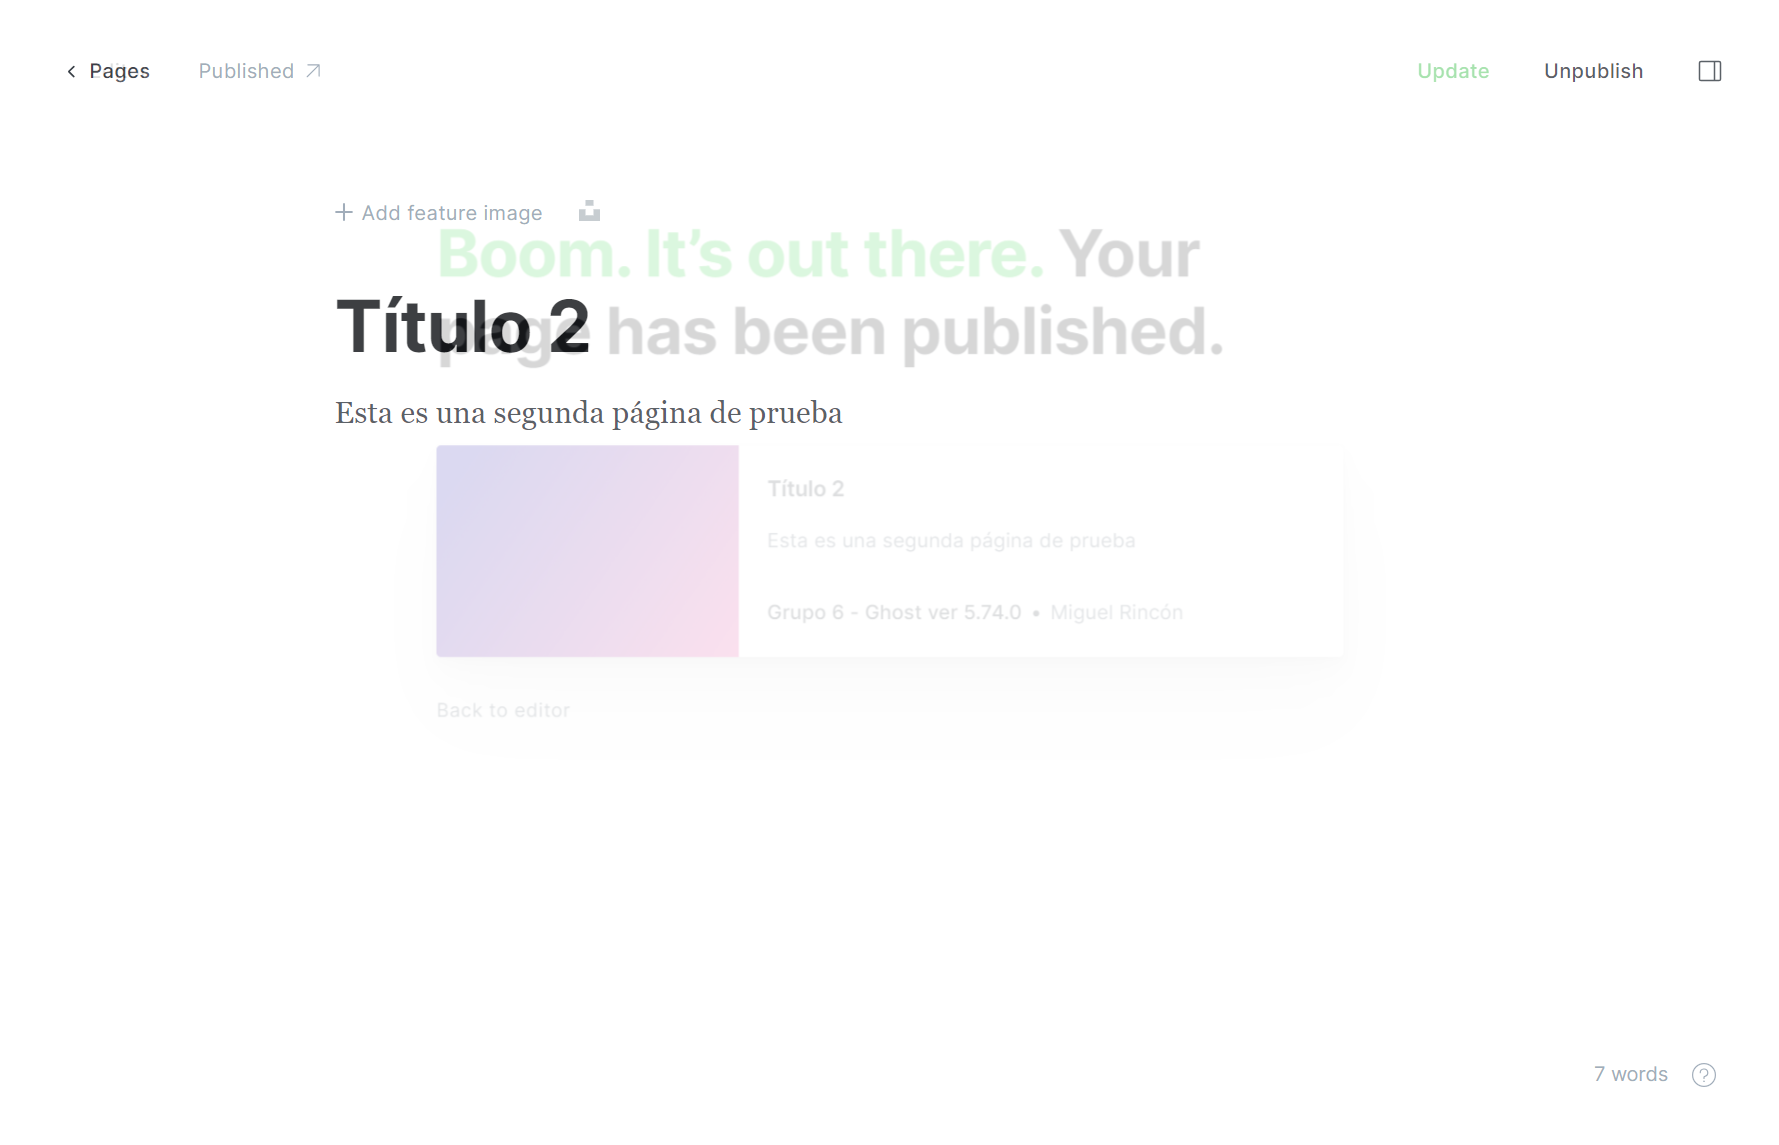 Pages
Published
Update
Unpublish
Add feature image
Boom. It's out there. Your
page has been published.
Título 2
Esta es una segunda página de prueba
Título 2
Esta es una segunda página de prueba
Grupo 6 - Ghost ver 5.74.0 • Miguel Rincón
Back to editor
7 words